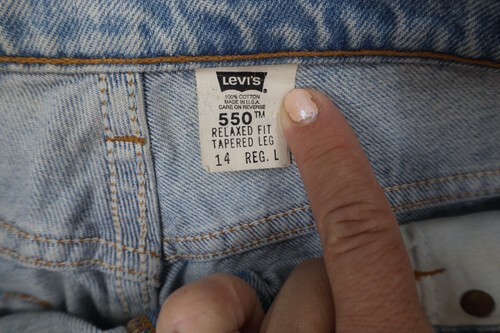 LEVI'S®
100% COTTON
MADE IN U.S.A.
CARE ON REVERSE
550™
RELAXED FIT
TAPERED LEG
14 REG. L